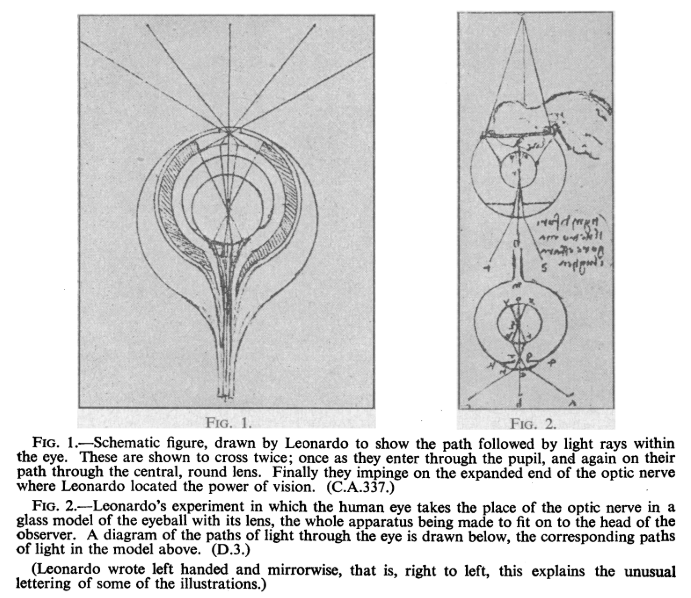 FIG. 1.
FIG. 2.
FIG. 1.—Schematic figure, drawn by Leonardo to show the path followed by light rays within
the eye. These are shown to cross twice; once as they enter through the pupil, and again on their
path through the central, round lens. Finally they impinge on the expanded end of the optic nerve
where Leonardo located the power of vision. (C.A.337.)
FIG. 2.—Leonardo's experiment in which the human eye takes the place of the optic nerve in a
glass model of the eyeball with its lens, the whole apparatus being made to fit on to the head of the
observer. A diagram of the paths of light through the eye is drawn below, the corresponding paths
of light in the model above. (D.3.)
(Leonardo wrote left handed and mirrorwise, that is, right to left, this explains the unusual
lettering of some of the illustrations.)